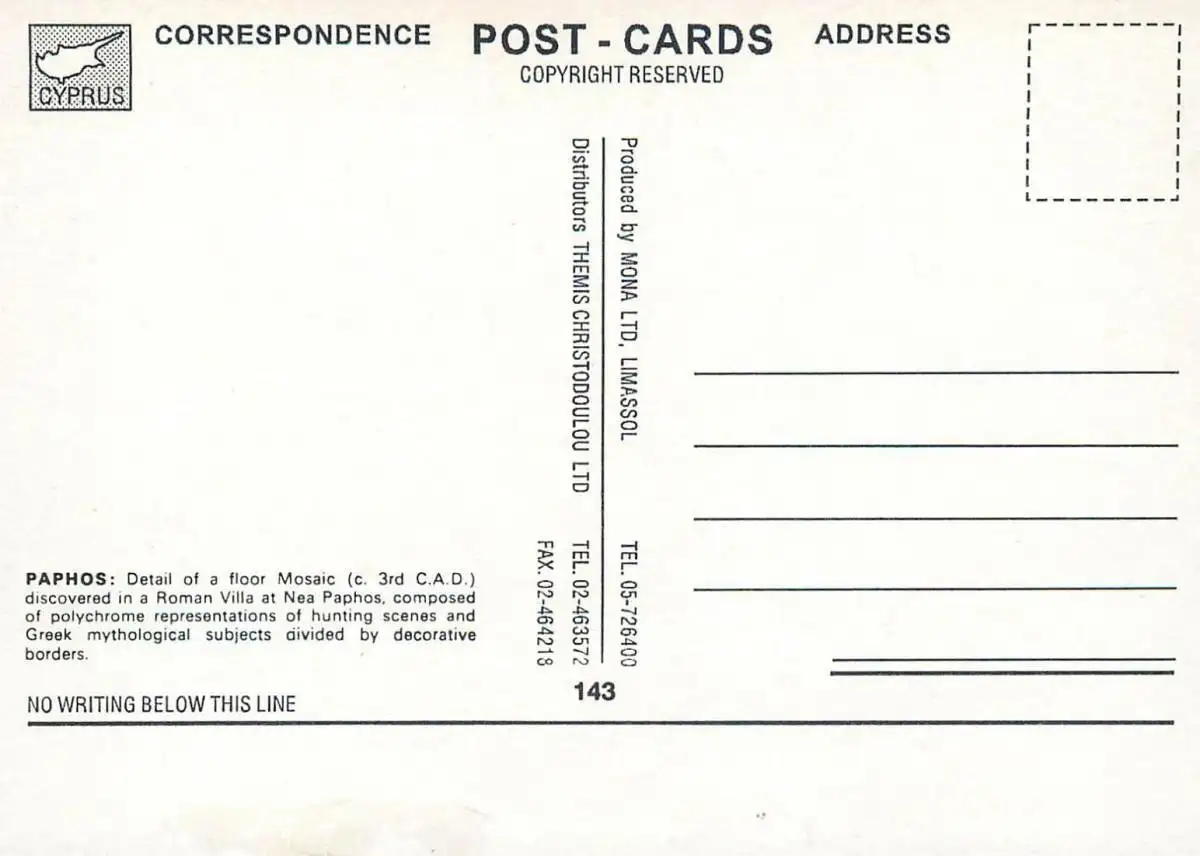 CYPRUS
CORRESPONDENCE
POST - CARDS
COPYRIGHT RESERVED
ADDRESS
Produced by MONA LTD, LIMASSOL TEL. 05-726400
Distributors THEMIS CHRISTODOULOU LTD TEL. 02-463572
FAX. 02-464218
PAPHOS: Detail of a floor Mosaic (c. 3rd C.A.D.)
discovered in a Roman Villa at Nea Paphos, composed
of polychrome representations of hunting scenes and
Greek mythological subjects divided by decorative
borders.
143
NO WRITING BELOW THIS LINE